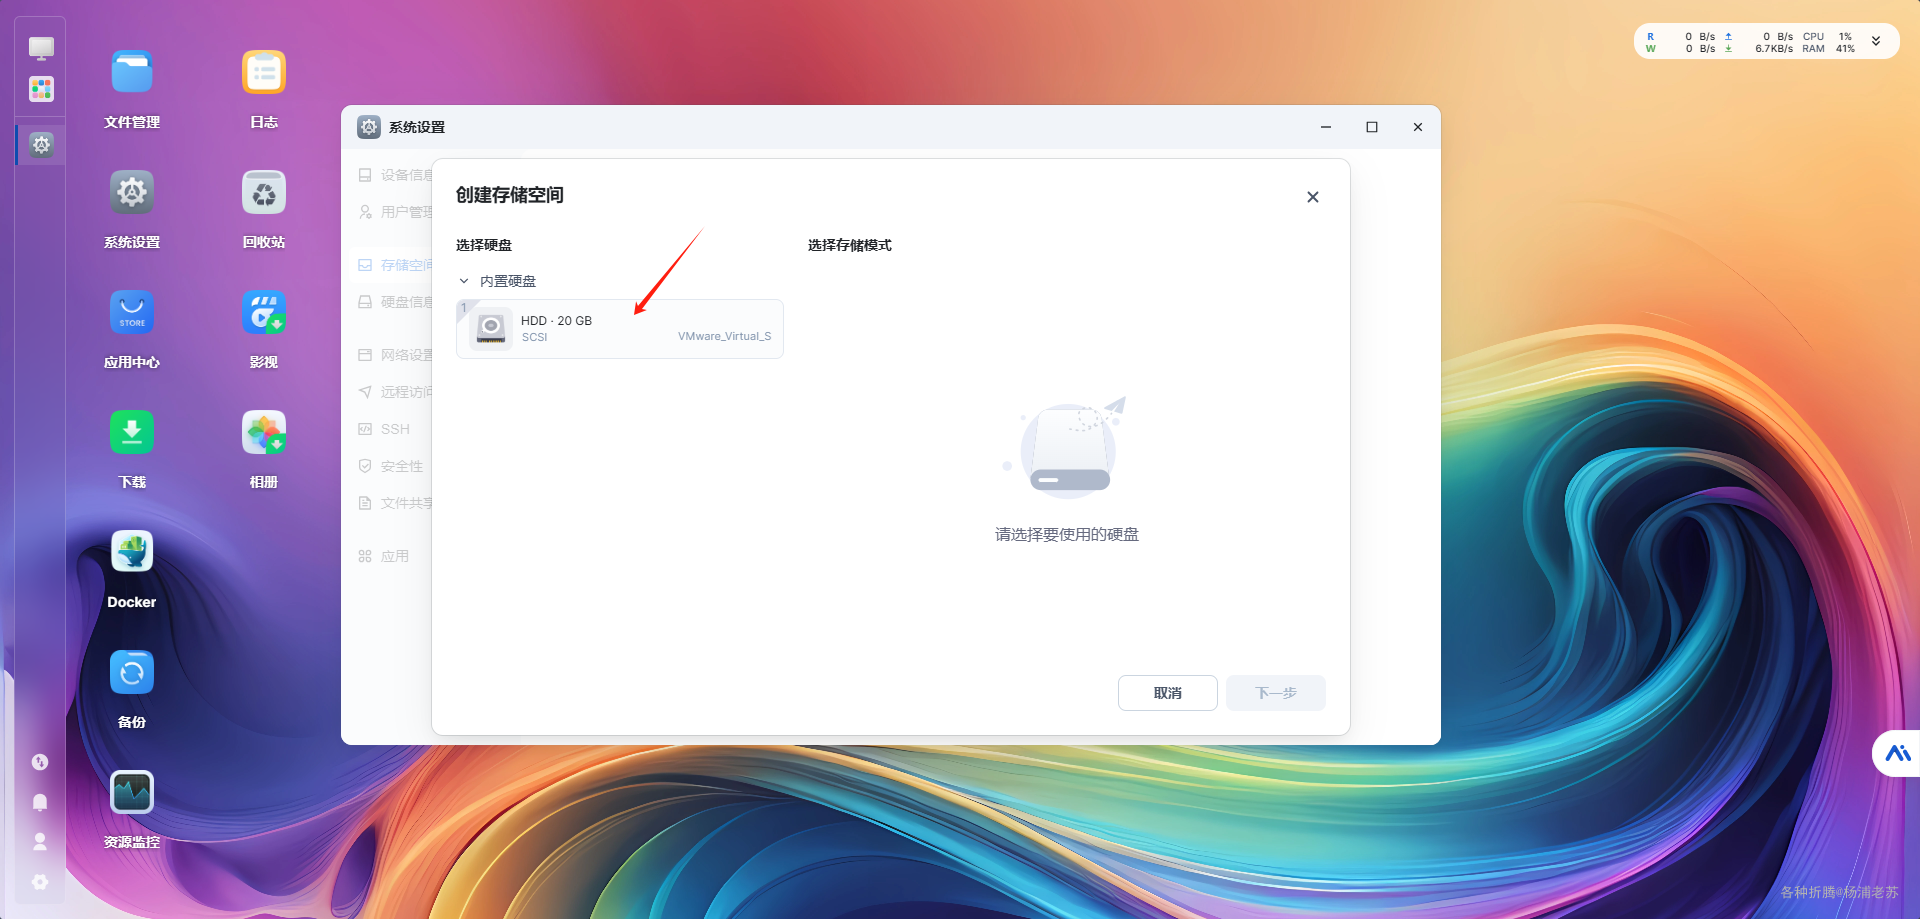 R 0 B/s 0 B/s CPU 1%
W 0 B/s 6.7KB/s RAM 41%
文件管理
日志
系统设置
回收站
STORE
应用中心
影视
下载
相册
Docker
备份
资源监控
系统设置
设备信息
用户管理
存储空间
硬盘信息
网络设置
远程访问
SSH
安全性
文件共享
应用
创建存储空间
选择硬盘
内置硬盘
1
HDD · 20 GB
SCSI
VMware_Virtual_S
选择存储模式
请选择要使用的硬盘
取消
下一步
各种折腾@杨浦老苏